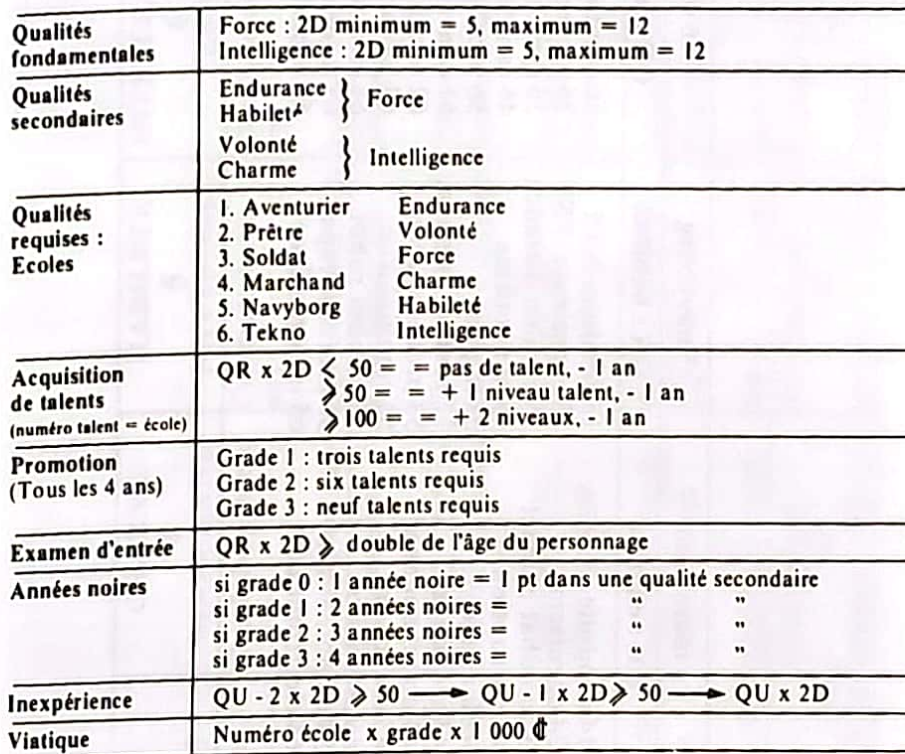 Qualités fondamentales
Force : 2D minimum = 5, maximum = 12
Intelligence : 2D minimum = 5, maximum = 12
Qualités secondaires
Endurance } Force
Habileté
Volonté } Intelligence
Charme
Qualités requises : Ecoles
1. Aventurier Endurance
2. Prêtre Volonté
3. Soldat Force
4. Marchand Charme
5. Navyborg Habileté
6. Tekno Intelligence
Acquisition de talents
(numéro talent = école)
QR x 2D ⩽ 50 = = pas de talent, - 1 an
⩾ 50 = = + 1 niveau talent, - 1 an
⩾ 100 = = + 2 niveaux, - 1 an
Promotion
(Tous les 4 ans)
Grade 1 : trois talents requis
Grade 2 : six talents requis
Grade 3 : neuf talents requis
Examen d'entrée
QR x 2D ⩾ double de l'âge du personnage
Années noires
si grade 0 : 1 année noire = 1 pt dans une qualité secondaire
si grade 1 : 2 années noires = " "
si grade 2 : 3 années noires = " "
si grade 3 : 4 années noires = " "
Inexpérience
QU - 2 x 2D ⩾ 50 ⟶ QU - 1 x 2D ⩾ 50 ⟶ QU x 2D
Viatique
Numéro école x grade x 1 000